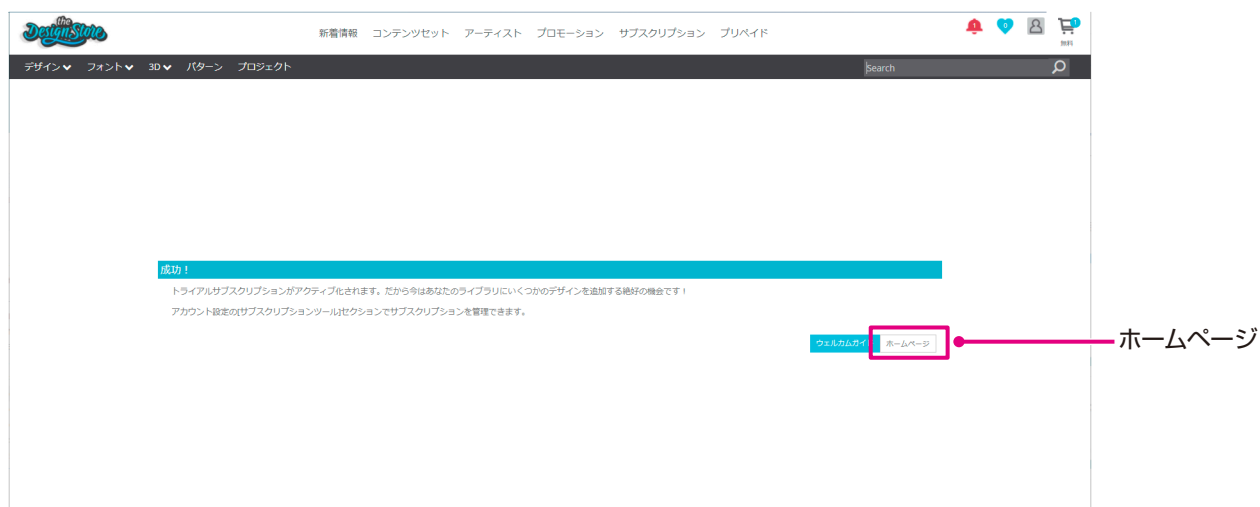 the
Design Store
新着情報 コンテンツセット アーティスト プロモーション サブスクリプション プリペイド
1 0 1
無料
デザイン フォント 3D パターン プロジェクト Search
成功！
トライアルサブスクリプションがアクティブ化されます。だから今はあなたのライブラリにいくつかのデザインを追加する絶好の機会です！
アカウント設定の[サブスクリプションツール]セクションでサブスクリプションを管理できます。
ウェルカムガイ ホームページ
ホームページ